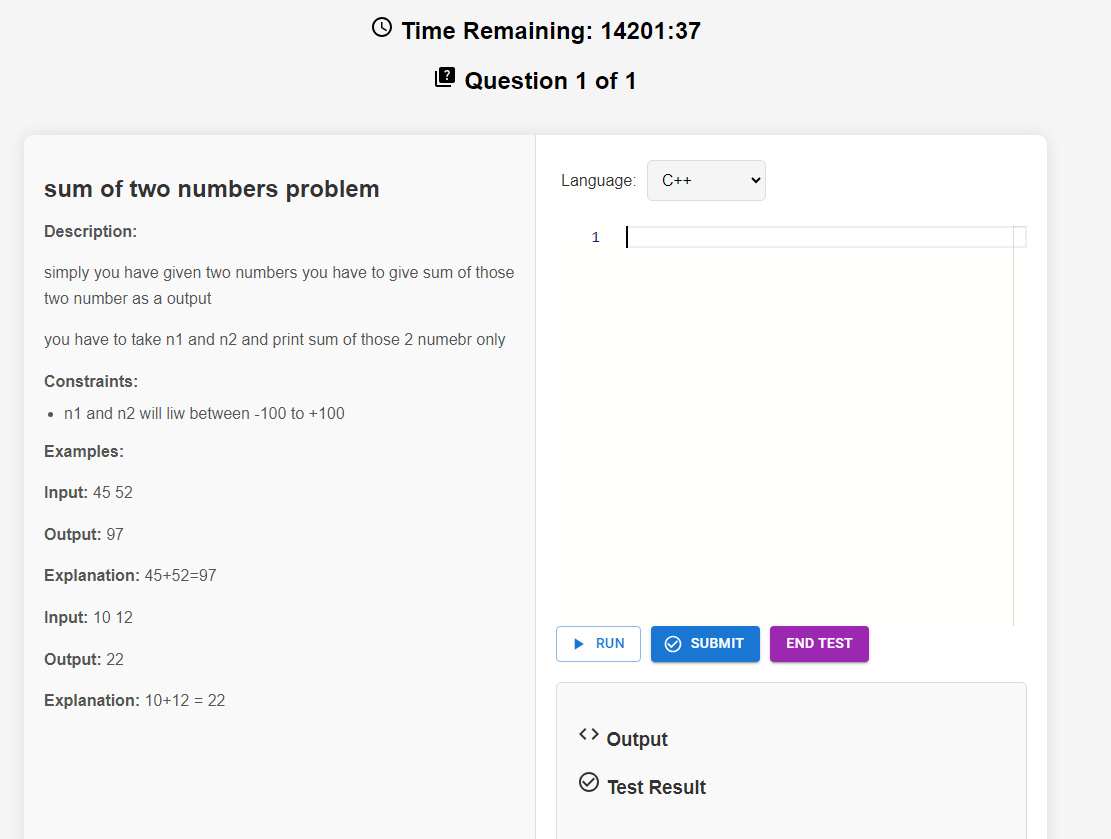 Time Remaining: 14201:37
Question 1 of 1
sum of two numbers problem
Description:
simply you have given two numbers you have to give sum of those
two number as a output
you have to take n1 and n2 and print sum of those 2 numebr only
Constraints:
• n1 and n2 will liw between -100 to +100
Examples:
Input: 45 52
Output: 97
Explanation: 45+52=97
Input: 10 12
Output: 22
Explanation: 10+12 = 22
Language: C++
1
RUN SUBMIT END TEST
Output
Test Result